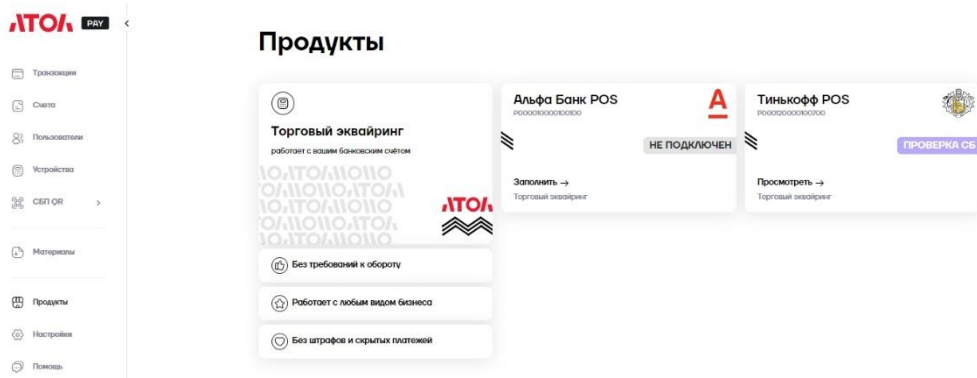 АТОЛ PAY
Транзакции
Счета
Пользователи
Устройства
СБП QR
Материалы
Продукты
Настройки
Помощь
Продукты
Торговый эквайринг
работает с вашим банковским счётом
АТОЛ
Без требований к обороту
Работает с любым видом бизнеса
Без штрафов и скрытых платежей
Альфа Банк POS
P000010000100100
НЕ ПОДКЛЮЧЕН
Заполнить →
Торговый эквайринг
Тинькофф POS
P000120000100700
ПРОВЕРКА СБ
Просмотреть →
Торговый эквайринг